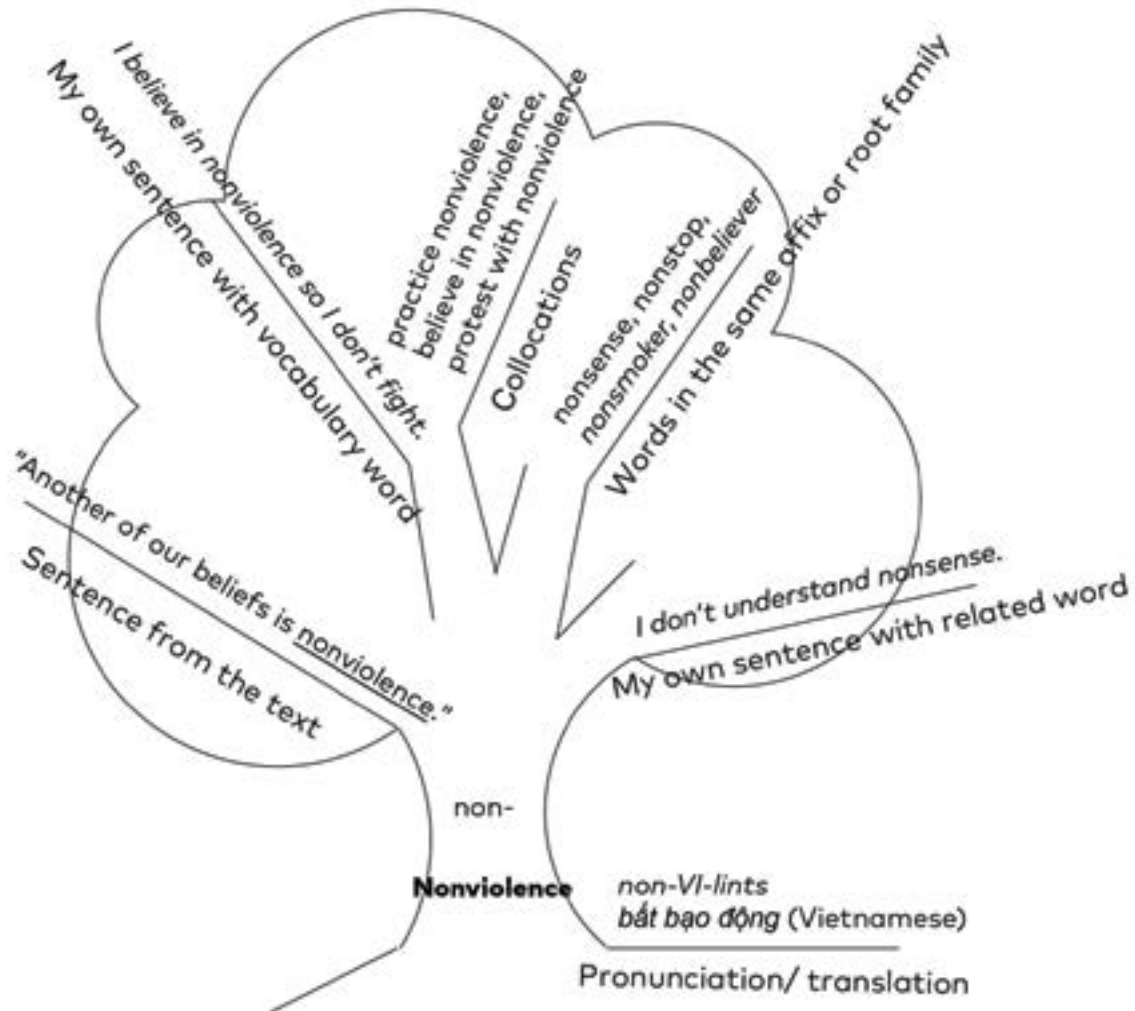 I believe in nonviolence so I don't fight.
My own sentence with vocabulary word
practice nonviolence,
believe in nonviolence,
protest with nonviolence
Collocations
nonsense, nonstop,
nonsmoker, nonbeliever
Words in the same affix or root family
"Another of our beliefs is nonviolence."
Sentence from the text
I don't understand nonsense.
My own sentence with related word
non-
Nonviolence
non-VI-lints
bất bạo động (Vietnamese)
Pronunciation/ translation